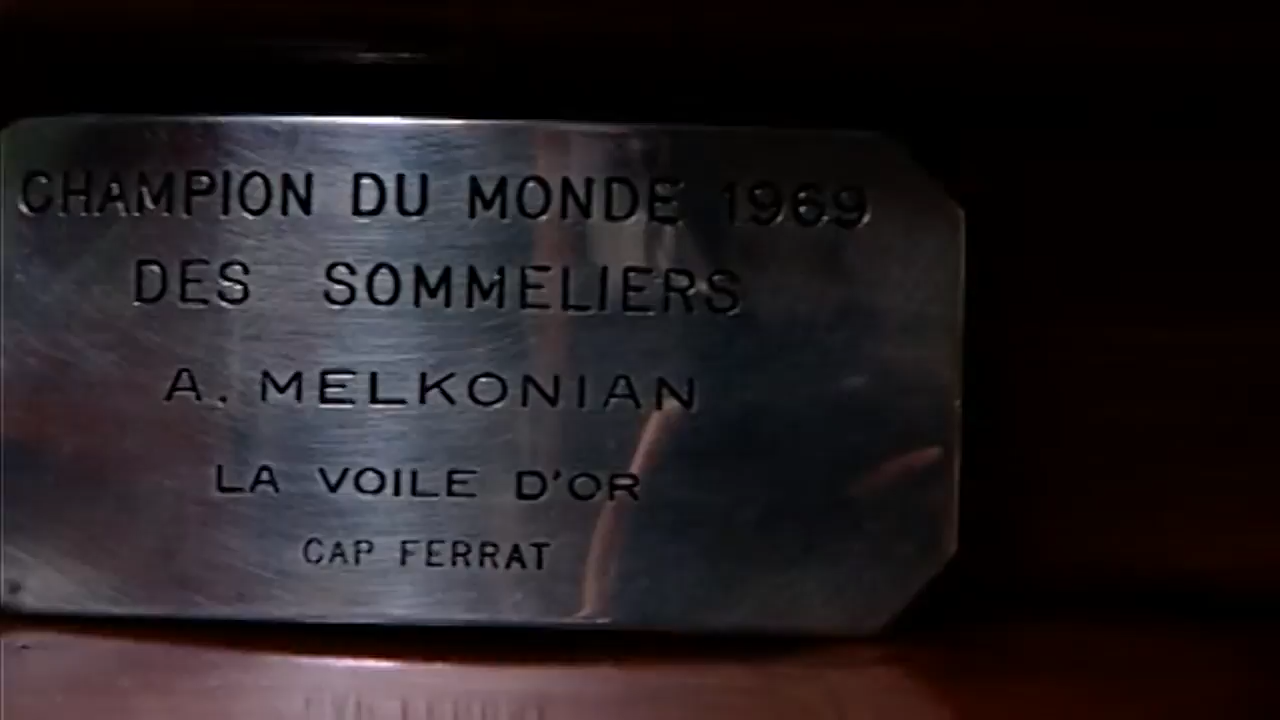 CHAMPION DU MONDE 1969
DES SOMMELIERS
A. MELKONIAN
LA VOILE D'OR
CAP FERRAT